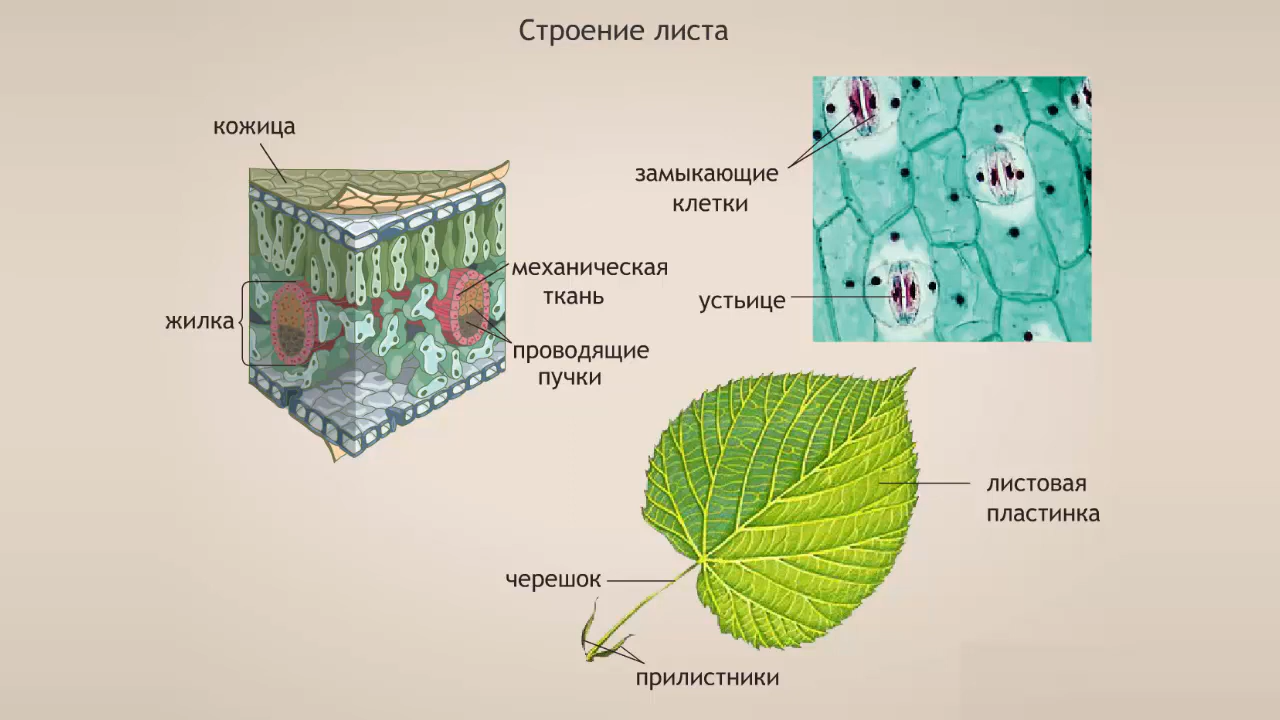 Строение листа
кожица
замыкающие
клетки
механическая
ткань
устьице
жилка
проводящие
пучки
листовая
пластинка
черешок
прилистники